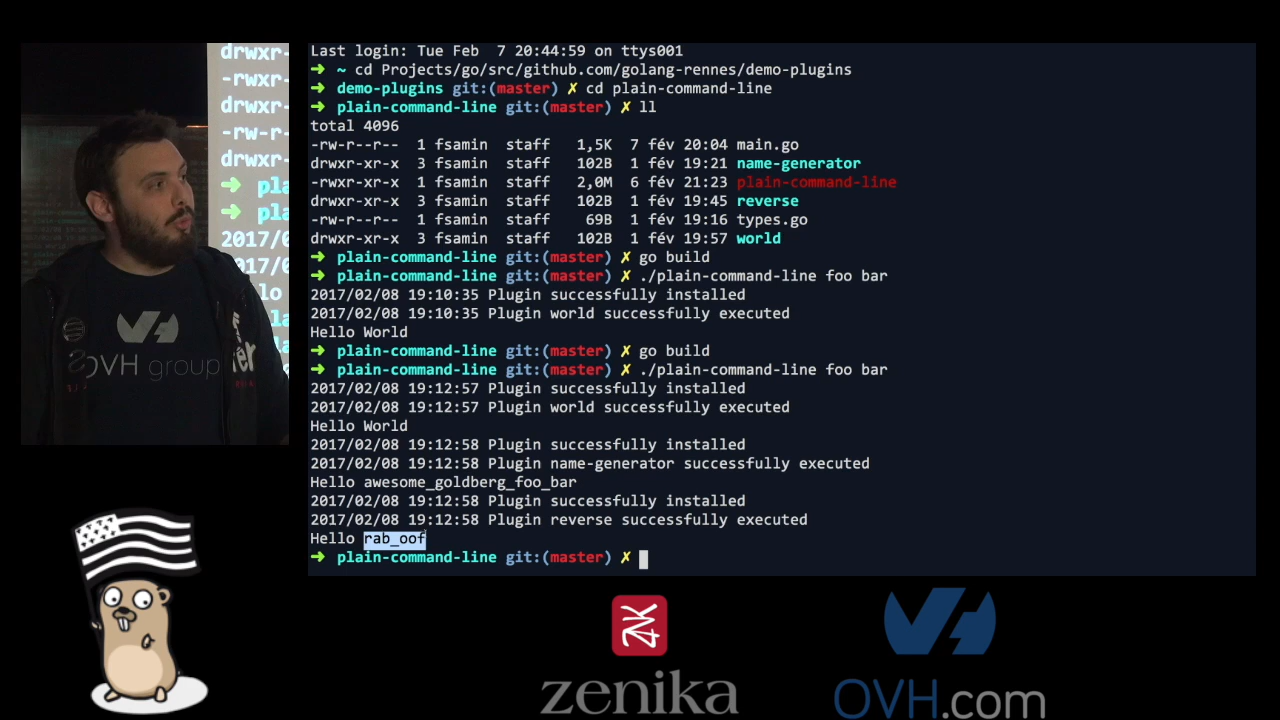 Last login: Tue Feb  7 20:44:59 on ttys001
➜  ~ cd Projects/go/src/github.com/golang-rennes/demo-plugins
➜  demo-plugins git:(master) ✗ cd plain-command-line
➜  plain-command-line git:(master) ✗ ll
total 4096
-rw-r--r--  1 fsamin  staff   1,5K  7 fév 20:04 main.go
drwxr-xr-x  3 fsamin  staff   102B  1 fév 19:21 name-generator
-rwxr-xr-x  1 fsamin  staff   2,0M  6 fév 21:23 plain-command-line
drwxr-xr-x  3 fsamin  staff   102B  1 fév 19:45 reverse
-rw-r--r--  1 fsamin  staff    69B  1 fév 19:16 types.go
drwxr-xr-x  3 fsamin  staff   102B  1 fév 19:57 world
➜  plain-command-line git:(master) ✗ go build
➜  plain-command-line git:(master) ✗ ./plain-command-line foo bar
2017/02/08 19:10:35 Plugin successfully installed
2017/02/08 19:10:35 Plugin world successfully executed
Hello World
➜  plain-command-line git:(master) ✗ go build
➜  plain-command-line git:(master) ✗ ./plain-command-line foo bar
2017/02/08 19:12:57 Plugin successfully installed
2017/02/08 19:12:57 Plugin world successfully executed
Hello World
2017/02/08 19:12:58 Plugin successfully installed
2017/02/08 19:12:58 Plugin name-generator successfully executed
Hello awesome_goldberg_foo_bar
2017/02/08 19:12:58 Plugin successfully installed
2017/02/08 19:12:58 Plugin reverse successfully executed
Hello rab_oof
➜  plain-command-line git:(master) ✗
drwxr-
-rwxr-
drwxr-
-rw-r-
drwxr-
➜ pla
➜ pla
2017/0
OVH group
zenika
OVH.com